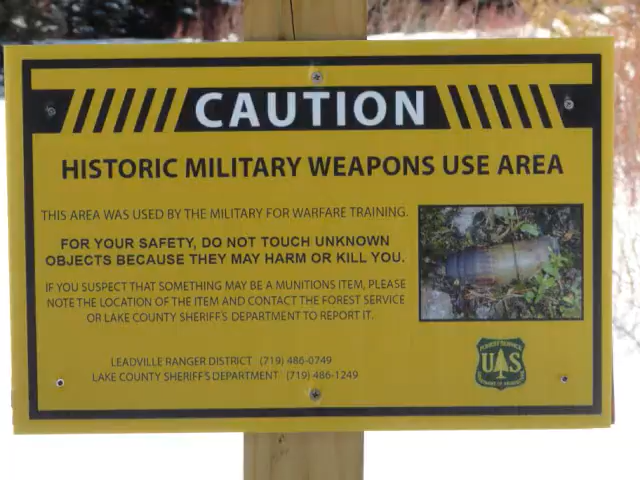 CAUTION
HISTORIC MILITARY WEAPONS USE AREA
THIS AREA WAS USED BY THE MILITARY FOR WARFARE TRAINING.
FOR YOUR SAFETY, DO NOT TOUCH UNKNOWN
OBJECTS BECAUSE THEY MAY HARM OR KILL YOU.
IF YOU SUSPECT THAT SOMETHING MAY BE A MUNITIONS ITEM, PLEASE
NOTE THE LOCATION OF THE ITEM AND CONTACT THE FOREST SERVICE
OR LAKE COUNTY SHERIFF'S DEPARTMENT TO REPORT IT.
LEADVILLE RANGER DISTRICT (719) 486-0749
LAKE COUNTY SHERIFF'S DEPARTMENT (719) 486-1249
FOREST SERVICE
U S
DEPARTMENT OF AGRICULTURE